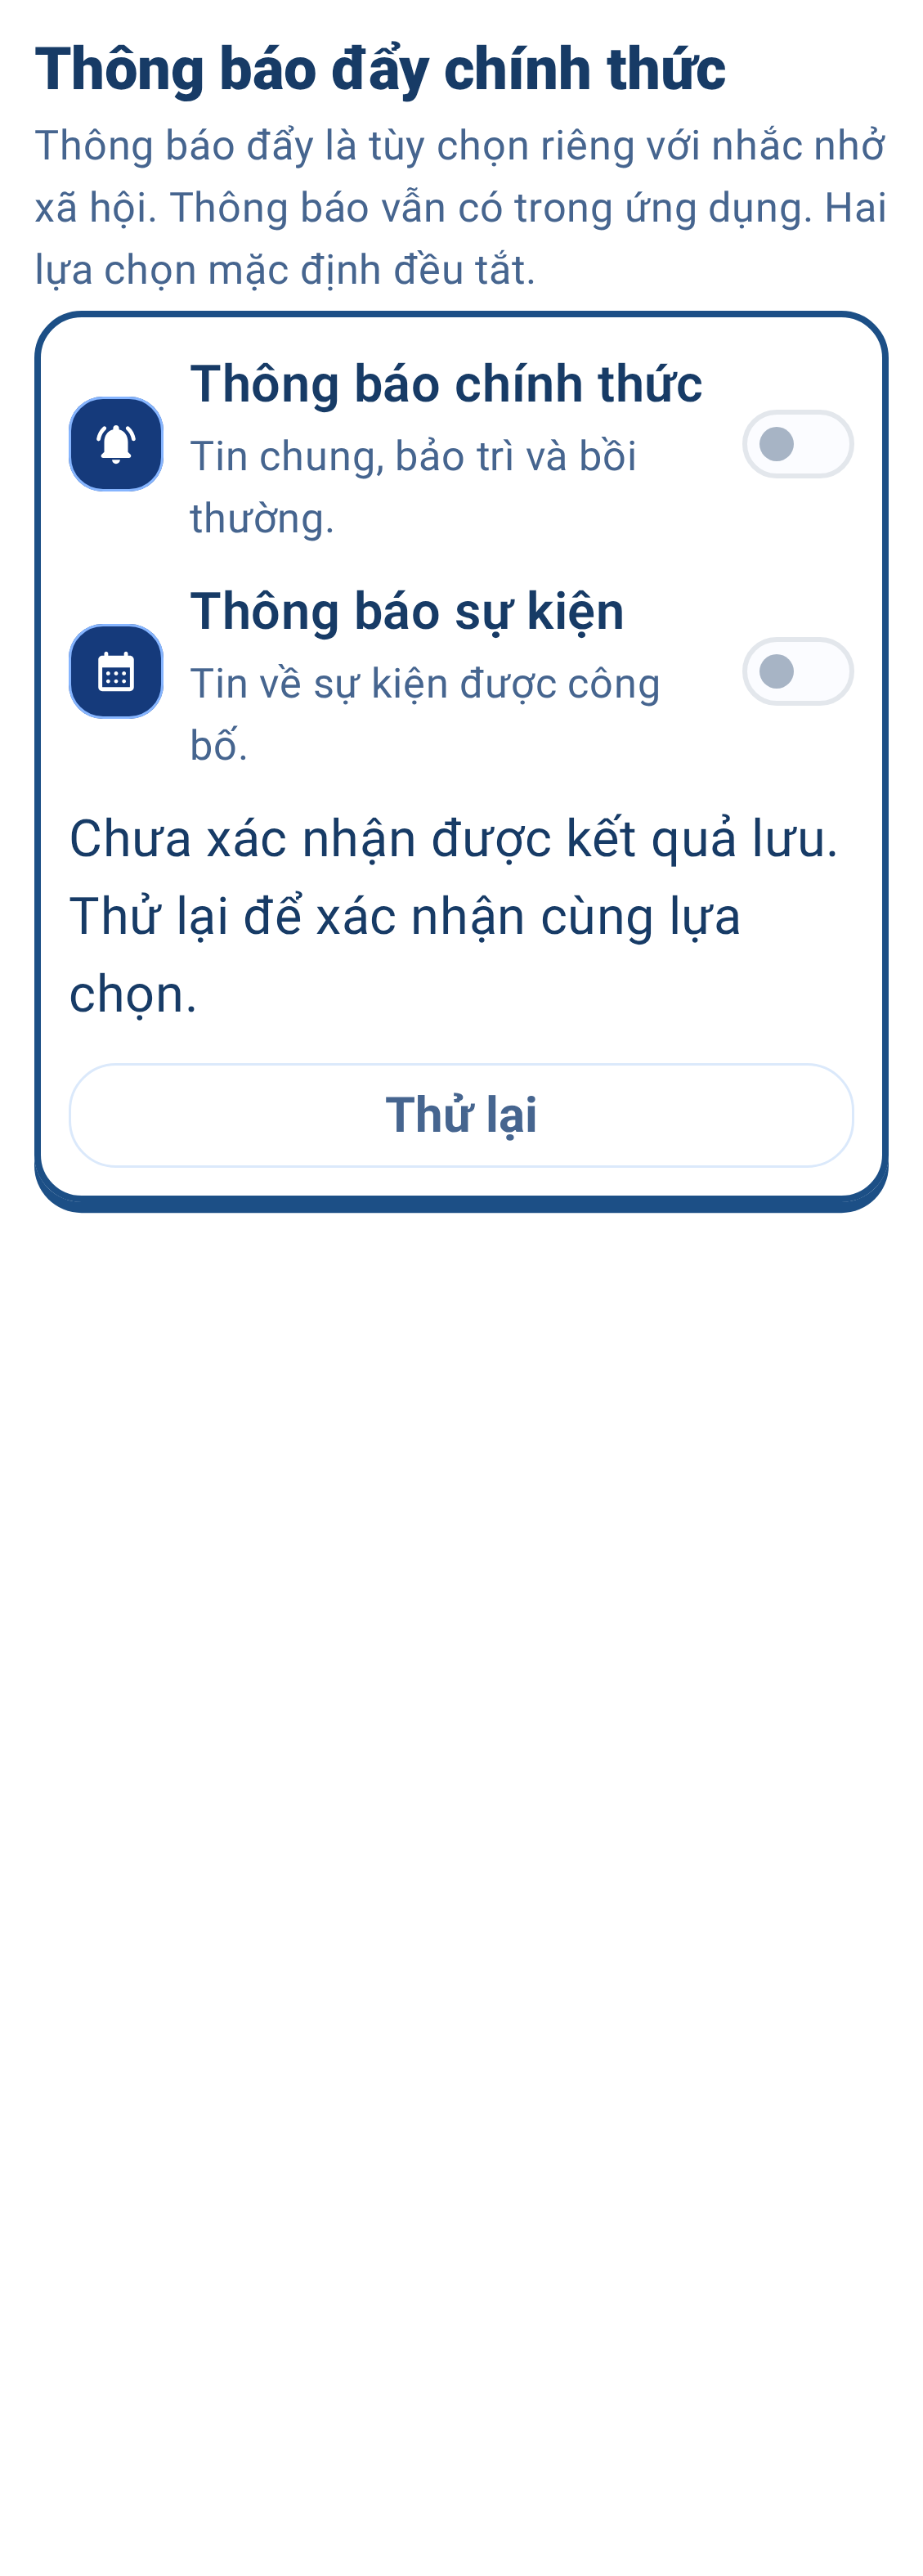 Thông báo đẩy chính thức
Thông báo đẩy là tùy chọn riêng với nhắc nhở
xã hội. Thông báo vẫn có trong ứng dụng. Hai
lựa chọn mặc định đều tắt.
Thông báo chính thức
Tin chung, bảo trì và bồi
thường.
Thông báo sự kiện
Tin về sự kiện được công
bố.
Chưa xác nhận được kết quả lưu.
Thử lại để xác nhận cùng lựa
chọn.
Thử lại